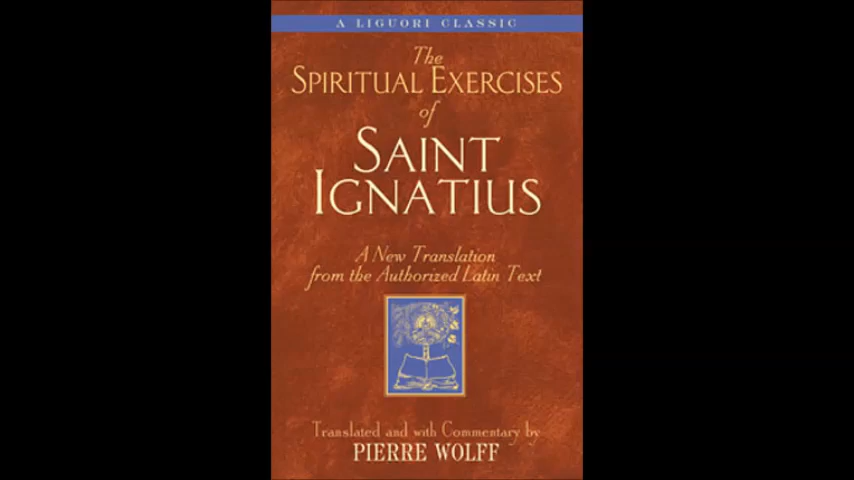 A LIGUORI CLASSIC
The
SPIRITUAL EXERCISES
of
SAINT
IGNATIUS
A New Translation
from the Authorized Latin Text
Translated and with Commentary by
PIERRE WOLFF